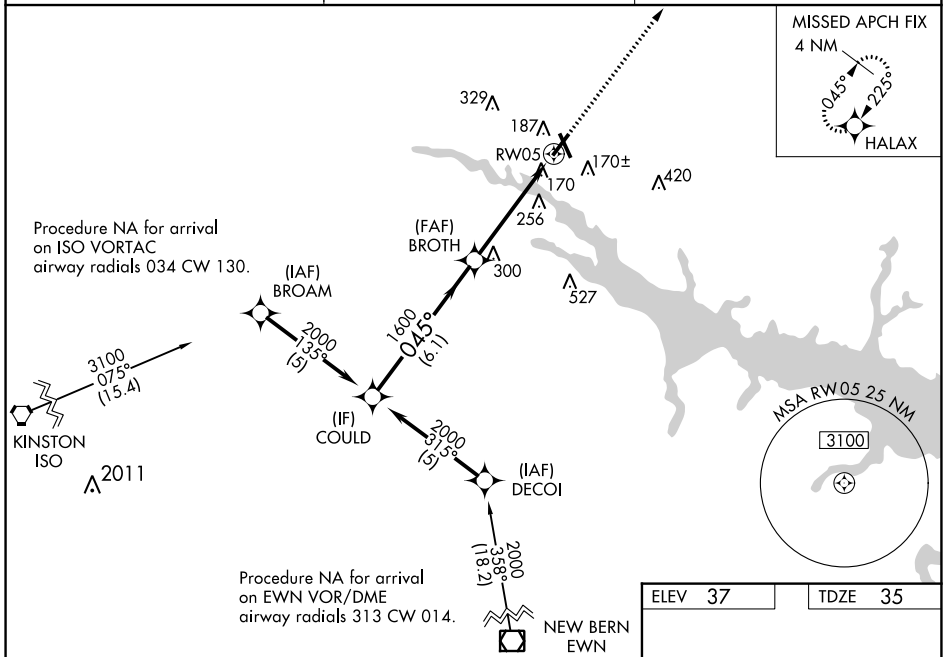 MISSED APCH FIX
4 NM
045°
225°
HALAX
329
187
RW05
170
170±
420
256
(FAF)
BROTH
300
527
Procedure NA for arrival
on ISO VORTAC
airway radials 034 CW 130.
(IAF)
BROAM
2000
135°
(5)
1600
045°
(6.1)
3100
075°
(15.4)
KINSTON
ISO
2011
(IF)
COULD
2000
315°
(5)
(IAF)
DECOI
MSA RW05 25 NM
3100
2000
358°
(18.2)
Procedure NA for arrival
on EWN VOR/DME
airway radials 313 CW 014.
NEW BERN
EWN
ELEV 37
TDZE 35